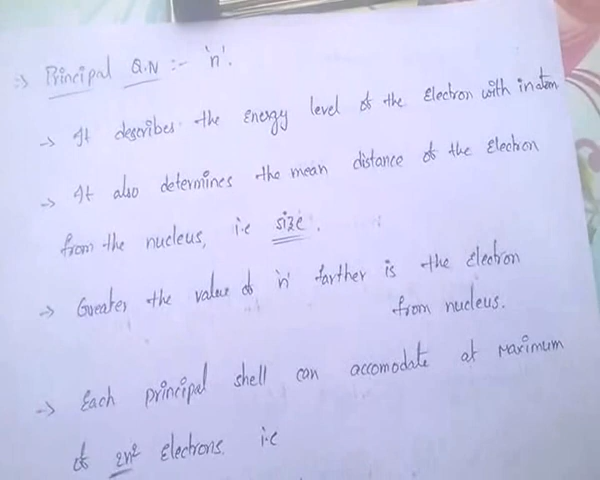 :-> Principal Q.N :- 'n'.
-> It describes the energy level of the Electron with in atom
-> It also determines the mean distance of the Electron
from the nucleus, i.e size.
-> Greater the value of 'n' farther is the electron
from nucleus.
-> Each principal shell can accomodate at Maximum
of 2n² Electrons. i.e